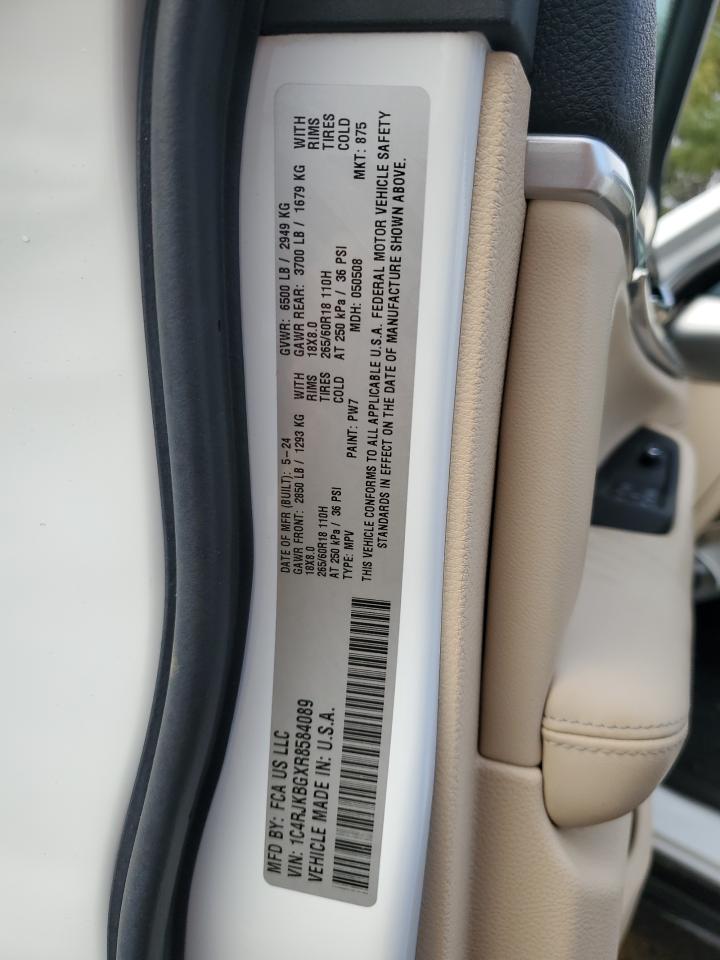 MFD BY: FCA US LLC
VIN: 1C4RJKBGXR8584089
VEHICLE MADE IN: U.S.A.
DATE OF MFR (BUILT): 5-24 GVWR: 6500 LB / 2949 KG
GAWR FRONT: 2850 LB / 1293 KG WITH GAWR REAR: 3700 LB / 1679 KG WITH
18X8.0 RIMS 18X8.0 RIMS
265/60R18 110H TIRES 265/60R18 110H TIRES
AT 250 kPa / 36 PSI COLD AT 250 kPa / 36 PSI COLD
TYPE: MPV PAINT: PW7 MDH: 050508 MKT: 875
THIS VEHICLE CONFORMS TO ALL APPLICABLE U.S.A. FEDERAL MOTOR VEHICLE SAFETY
STANDARDS IN EFFECT ON THE DATE OF MANUFACTURE SHOWN ABOVE.